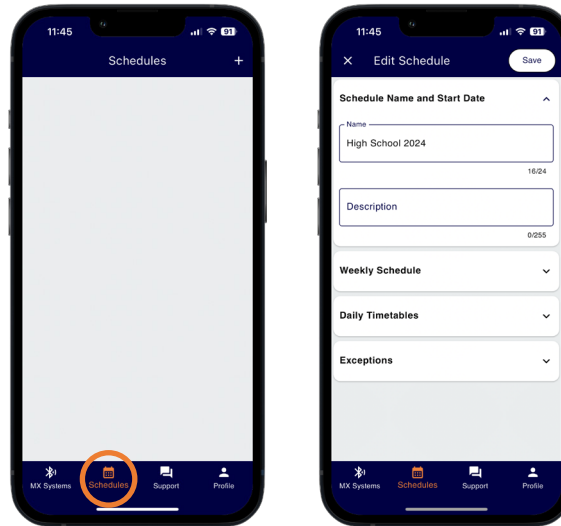 11:45
91
Schedules
+
MX Systems
Schedules
Support
Profile
11:45
91
Edit Schedule
Save
Schedule Name and Start Date
Name
High School 2024
16/24
Description
0/255
Weekly Schedule
Daily Timetables
Exceptions
MX Systems
Schedules
Support
Profile